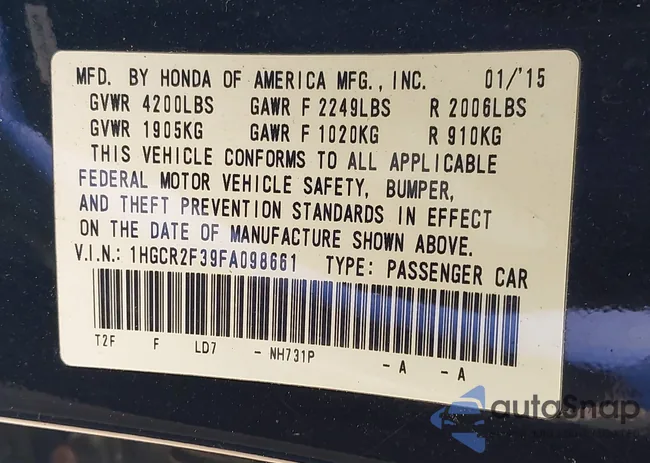 MFD. BY HONDA OF AMERICA MFG., INC. 01/'15
GVWR 4200LBS GAWR F 2249LBS R 2006LBS
GVWR 1905KG GAWR F 1020KG R 910KG
THIS VEHICLE CONFORMS TO ALL APPLICABLE
FEDERAL MOTOR VEHICLE SAFETY, BUMPER,
AND THEFT PREVENTION STANDARDS IN EFFECT
ON THE DATE OF MANUFACTURE SHOWN ABOVE.
V.I.N.: 1HGCR2F39FA098661 TYPE: PASSENGER CAR
T2F F LD7 - NH731P - A - A
autoSnap